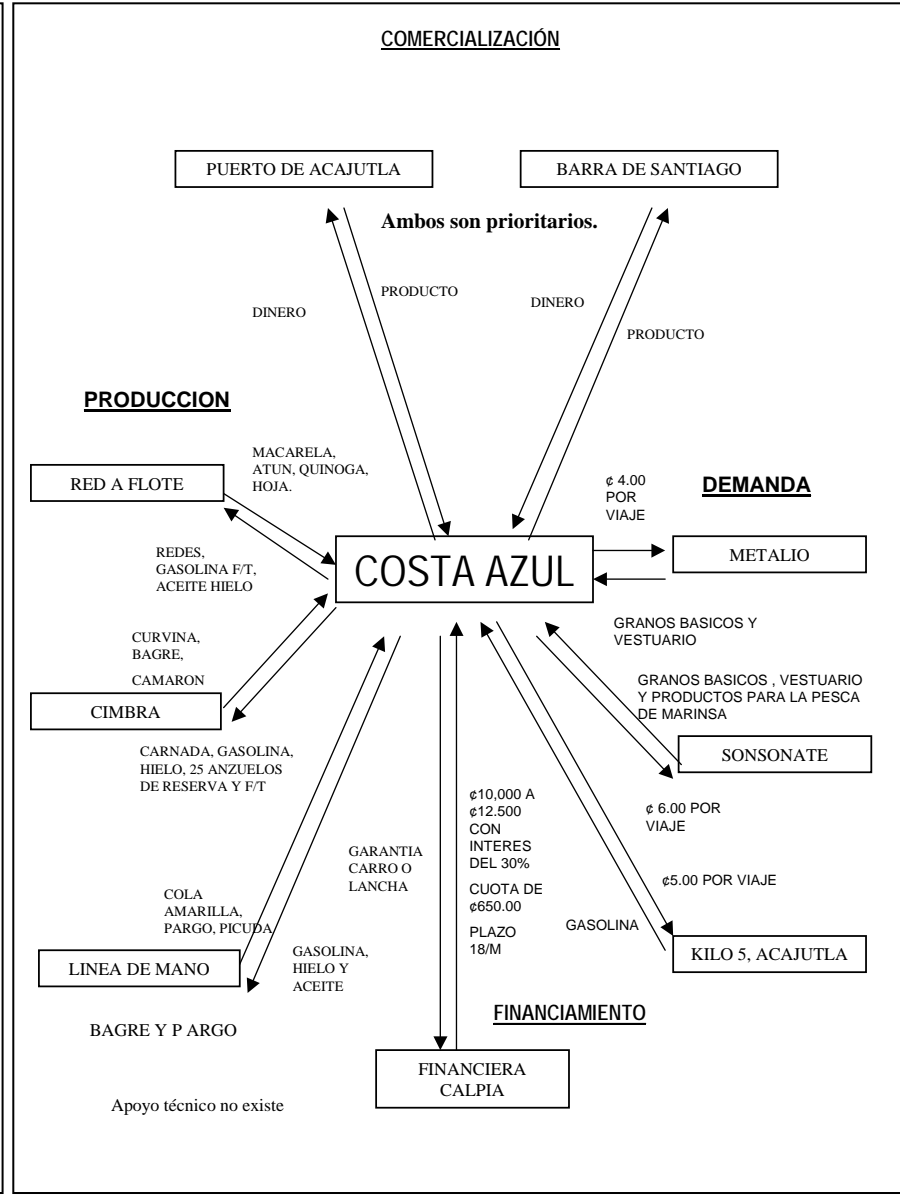 COMERCIALIZACIÓN
PUERTO DE ACAJUTLA
BARRA DE SANTIAGO
Ambos son prioritarios.
PRODUCTO
DINERO
DINERO
PRODUCTO
PRODUCCION
MACARELA,
ATUN, QUINOGA,
HOJA.
RED A FLOTE
¢ 4.00
POR
VIAJE
DEMANDA
REDES,
GASOLINA F/T,
ACEITE HIELO
COSTA AZUL
METALIO
CURVINA,
BAGRE,
CAMARON
GRANOS BASICOS Y
VESTUARIO
CIMBRA
GRANOS BASICOS , VESTUARIO
Y PRODUCTOS PARA LA PESCA
DE MARINSA
SONSONATE
CARNADA, GASOLINA,
HIELO, 25 ANZUELOS
DE RESERVA Y F/T
¢10,000 A
¢12.500
CON
INTERES
DEL 30%
CUOTA DE
¢650.00
PLAZO
18/M
¢ 6.00 POR
VIAJE
GARANTIA
CARRO O
LANCHA
¢5.00 POR VIAJE
COLA
AMARILLA,
PARGO, PICUDA
GASOLINA
LINEA DE MANO
GASOLINA,
HIELO Y
ACEITE
KILO 5, ACAJUTLA
BAGRE Y P ARGO
FINANCIAMIENTO
FINANCIERA
CALPIA
Apoyo técnico no existe